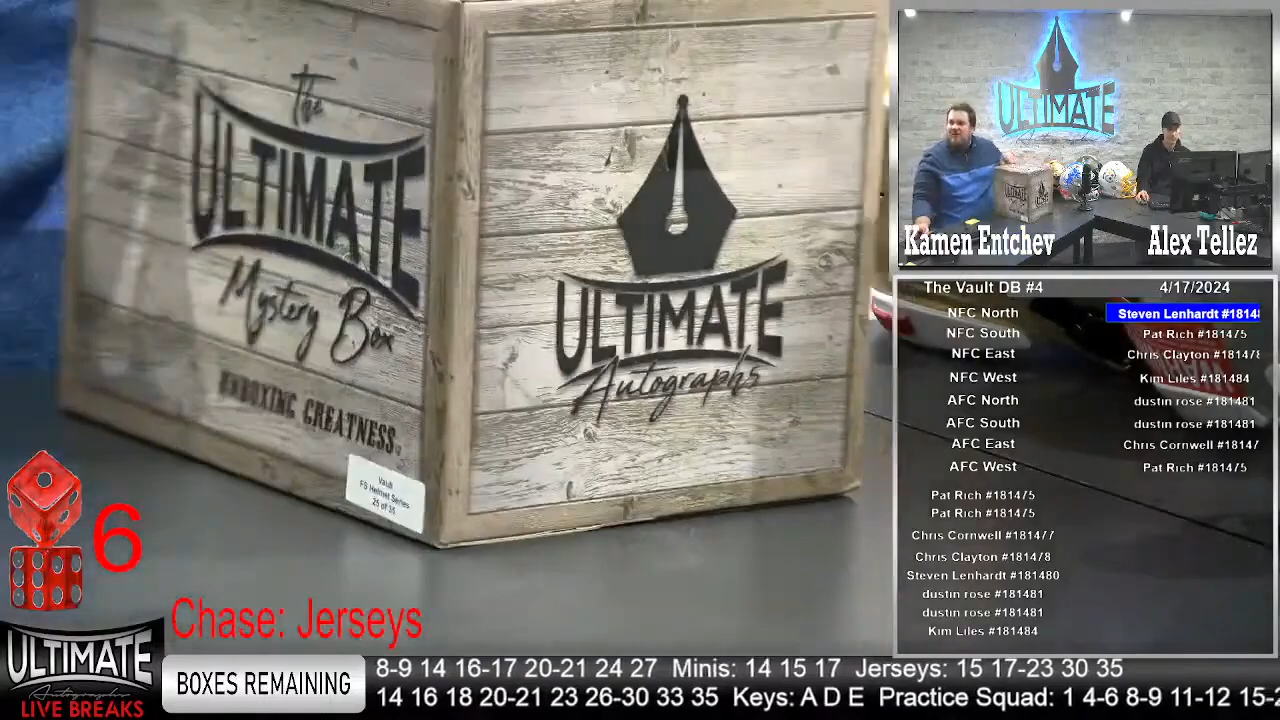 the
ULTIMATE
Mystery Box
UNBOXING GREATNESS
Vault
FS Helmet Series
25 of 35
ULTIMATE
Autographs
ULTIMATE
Kamen Entchev
Alex Tellez
The Vault DB #4 4/17/2024
NFC North Steven Lenhardt #1814
NFC South Pat Rich #181475
NFC East Chris Clayton #181478
NFC West Kim Liles #181484
AFC North dustin rose #181481
AFC South dustin rose #181481
AFC East Chris Cornwell #18147
AFC West Pat Rich #181475
Pat Rich #181475
Pat Rich #181475
Chris Cornwell #181477
Chris Clayton #181478
Steven Lenhardt #181480
dustin rose #181481
dustin rose #181481
Kim Liles #181484
6
Chase: Jerseys
ULTIMATE
Autographs
LIVE BREAKS
BOXES REMAINING
8-9 14 16-17 20-21 24 27 Minis: 14 15 17 Jerseys: 15 17-23 30 35
14 16 18 20-21 23 26-30 33 35 Keys: A D E Practice Squad: 1 4-6 8-9 11-12 15-2